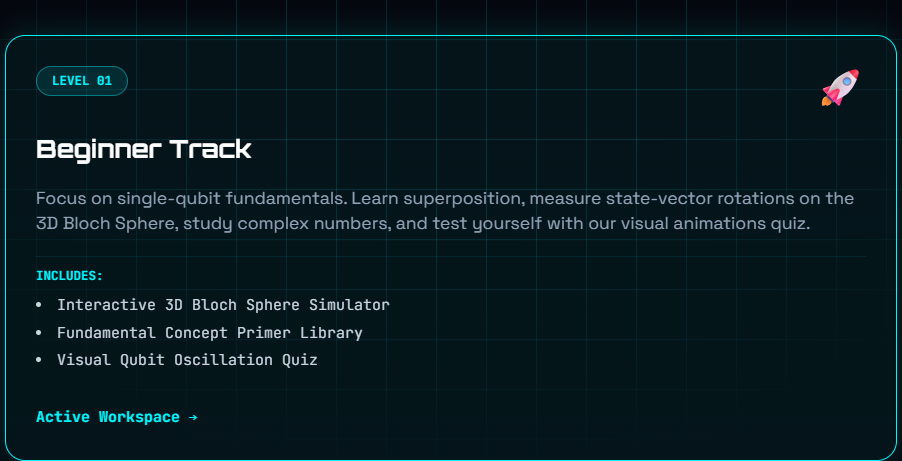 LEVEL 01
Beginner Track
Focus on single-qubit fundamentals. Learn superposition, measure state-vector rotations on the
3D Bloch Sphere, study complex numbers, and test yourself with our visual animations quiz.
INCLUDES:
• Interactive 3D Bloch Sphere Simulator
• Fundamental Concept Primer Library
• Visual Qubit Oscillation Quiz
Active Workspace →